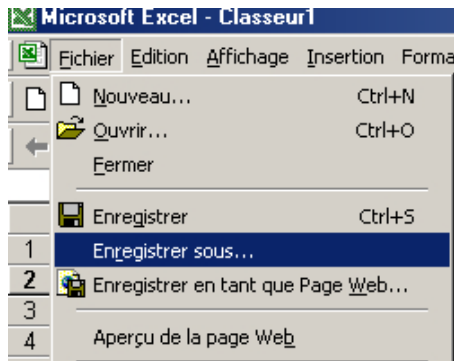 Microsoft Excel - Classeur1
Fichier Edition Affichage Insertion Forma
Nouveau... Ctrl+N
Ouvrir... Ctrl+O
Fermer
Enregistrer Ctrl+S
1 Enregistrer sous...
2 Enregistrer en tant que Page Web...
3
4 Aperçu de la page Web